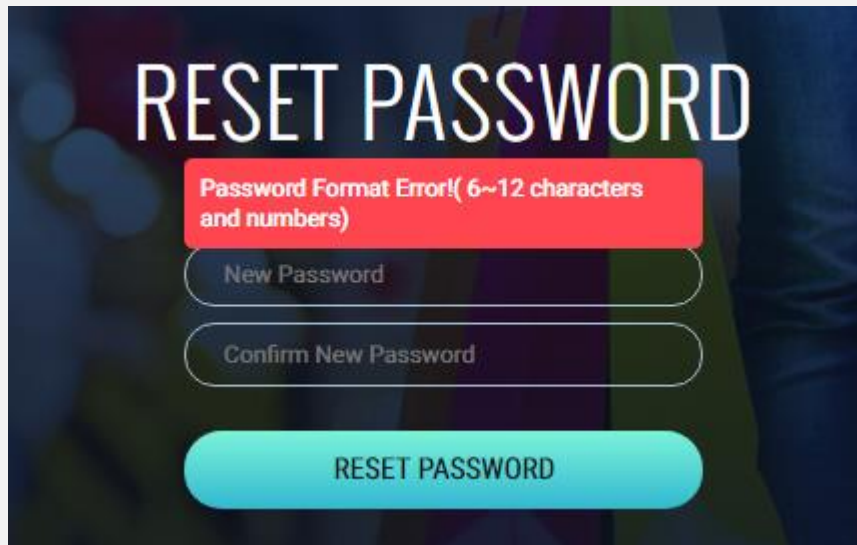 RESET PASSWORD
Password Format Error!( 6~12 characters
and numbers)
New Password
Confirm New Password
RESET PASSWORD